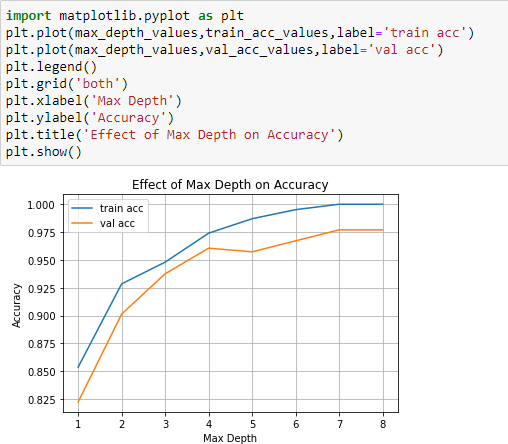 import matplotlib.pyplot as plt
plt.plot(max_depth_values,train_acc_values,label='train acc')
plt.plot(max_depth_values,val_acc_values,label='val acc')
plt.legend()
plt.grid('both')
plt.xlabel('Max Depth')
plt.ylabel('Accuracy')
plt.title('Effect of Max Depth on Accuracy')
plt.show()
Effect of Max Depth on Accuracy
train acc
val acc
1.000
0.975
0.950
0.925
0.900
0.875
0.850
0.825
Accuracy
1 2 3 4 5 6 7 8
Max Depth